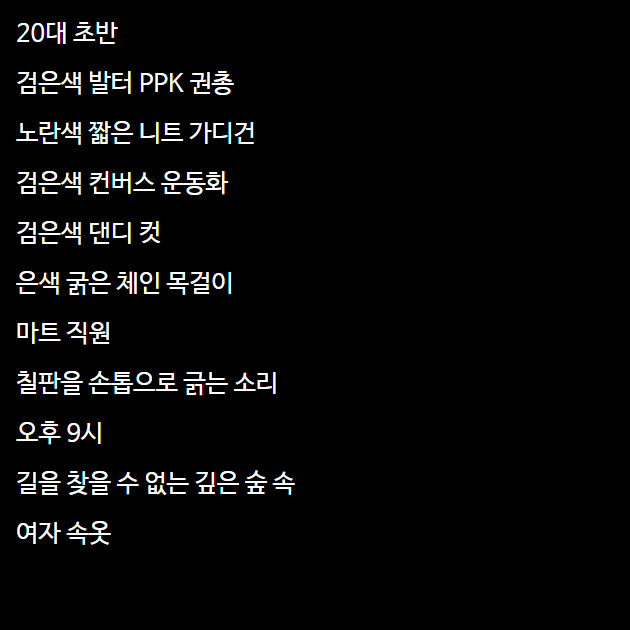 20대 초반
검은색 발터 PPK 권총
노란색 짧은 니트 가디건
검은색 컨버스 운동화
검은색 댄디 컷
은색 굵은 체인 목걸이
마트 직원
칠판을 손톱으로 긁는 소리
오후 9시
길을 찾을 수 없는 깊은 숲 속
여자 속옷